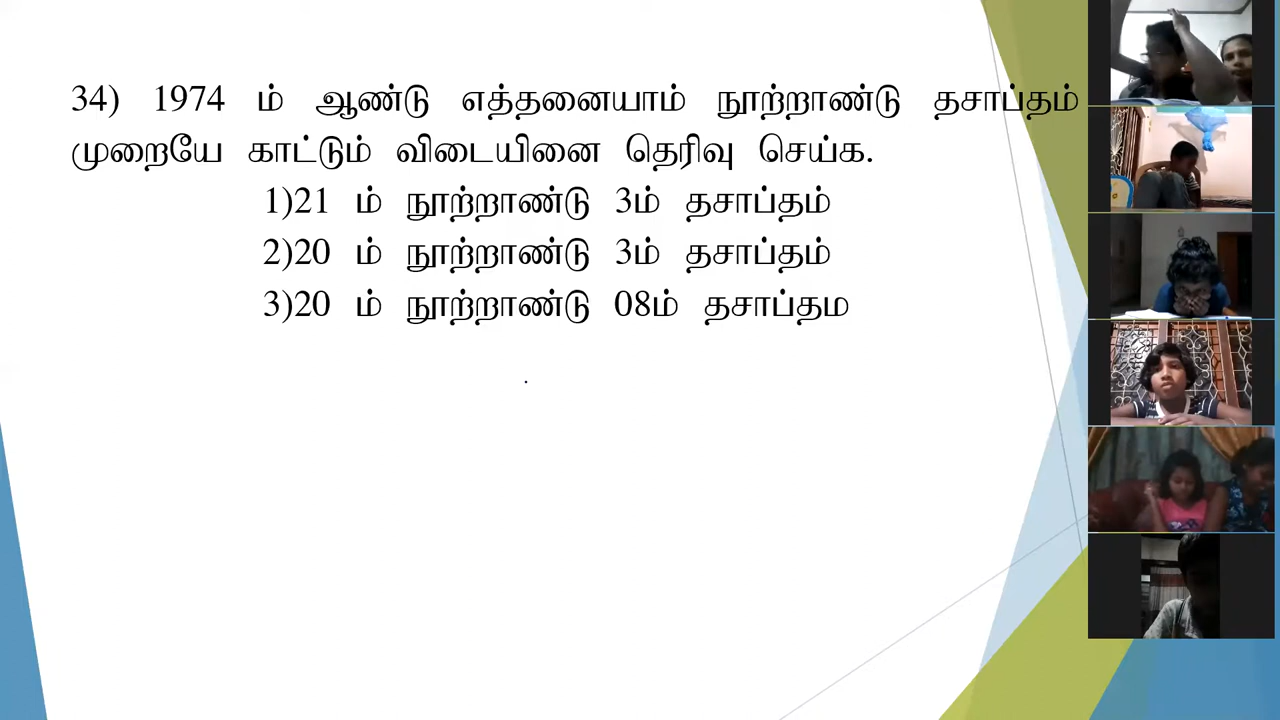 34) 1974 ம் ஆண்டு எத்தனையாம் நூற்றாண்டு தசாப்தம்
முறையே காட்டும் விடையினை தெரிவு செய்க.
1)21 ம் நூற்றாண்டு 3ம் தசாப்தம்
2)20 ம் நூற்றாண்டு 3ம் தசாப்தம்
3)20 ம் நூற்றாண்டு 08ம் தசாப்தம
.